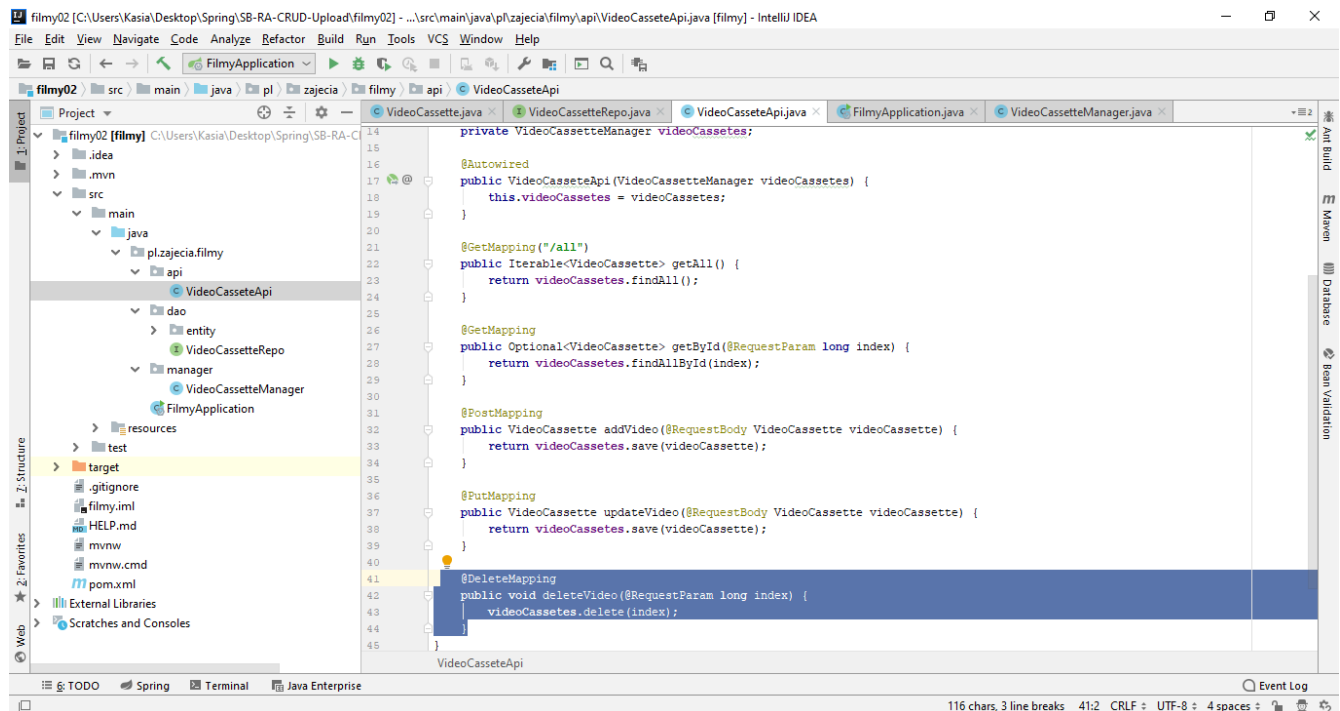 filmy02 [C:\Users\Kasia\Desktop\Spring\SB-RA-CRUD-Upload\filmy02] - ...\src\main\java\pl\zajecia\filmy\api\VideoCasseteApi.java [filmy] - IntelliJ IDEA
File Edit View Navigate Code Analyze Refactor Build Run Tools VCS Window Help
FilmyApplication
filmy02 src main java pl zajecia filmy api VideoCasseteApi
Project
VideoCassette.java VideoCassetteRepo.java VideoCasseteApi.java FilmyApplication.java VideoCassetteManager.java
2
1: Project
7: Structure
2: Favorites
Web
filmy02 [filmy] C:\Users\Kasia\Desktop\Spring\SB-RA-C
.idea
.mvn
src
main
java
pl.zajecia.filmy
api
VideoCasseteApi
dao
entity
VideoCassetteRepo
manager
VideoCassetteManager
FilmyApplication
resources
test
target
.gitignore
filmy.iml
HELP.md
mvnw
mvnw.cmd
pom.xml
External Libraries
Scratches and Consoles
14 private VideoCassetteManager videoCassetes;
15
16 @Autowired
17 public VideoCasseteApi(VideoCassetteManager videoCassetes) {
18 this.videoCassetes = videoCassetes;
19 }
20
21 @GetMapping("/all")
22 public Iterable<VideoCassette> getAll() {
23 return videoCassetes.findAll();
24 }
25
26 @GetMapping
27 public Optional<VideoCassette> getById(@RequestParam long index) {
28 return videoCassetes.findAllById(index);
29 }
30
31 @PostMapping
32 public VideoCassette addVideo(@RequestBody VideoCassette videoCassette) {
33 return videoCassetes.save(videoCassette);
34 }
35
36 @PutMapping
37 public VideoCassette updateVideo(@RequestBody VideoCassette videoCassette) {
38 return videoCassetes.save(videoCassette);
39 }
40
41 @DeleteMapping
42 public void deleteVideo(@RequestParam long index) {
43 videoCassetes.delete(index);
44 }
45 }
VideoCasseteApi
Ant Build
Maven
Database
Bean Validation
6: TODO Spring Terminal Java Enterprise Event Log
116 chars, 3 line breaks 41:2 CRLF UTF-8 4 spaces